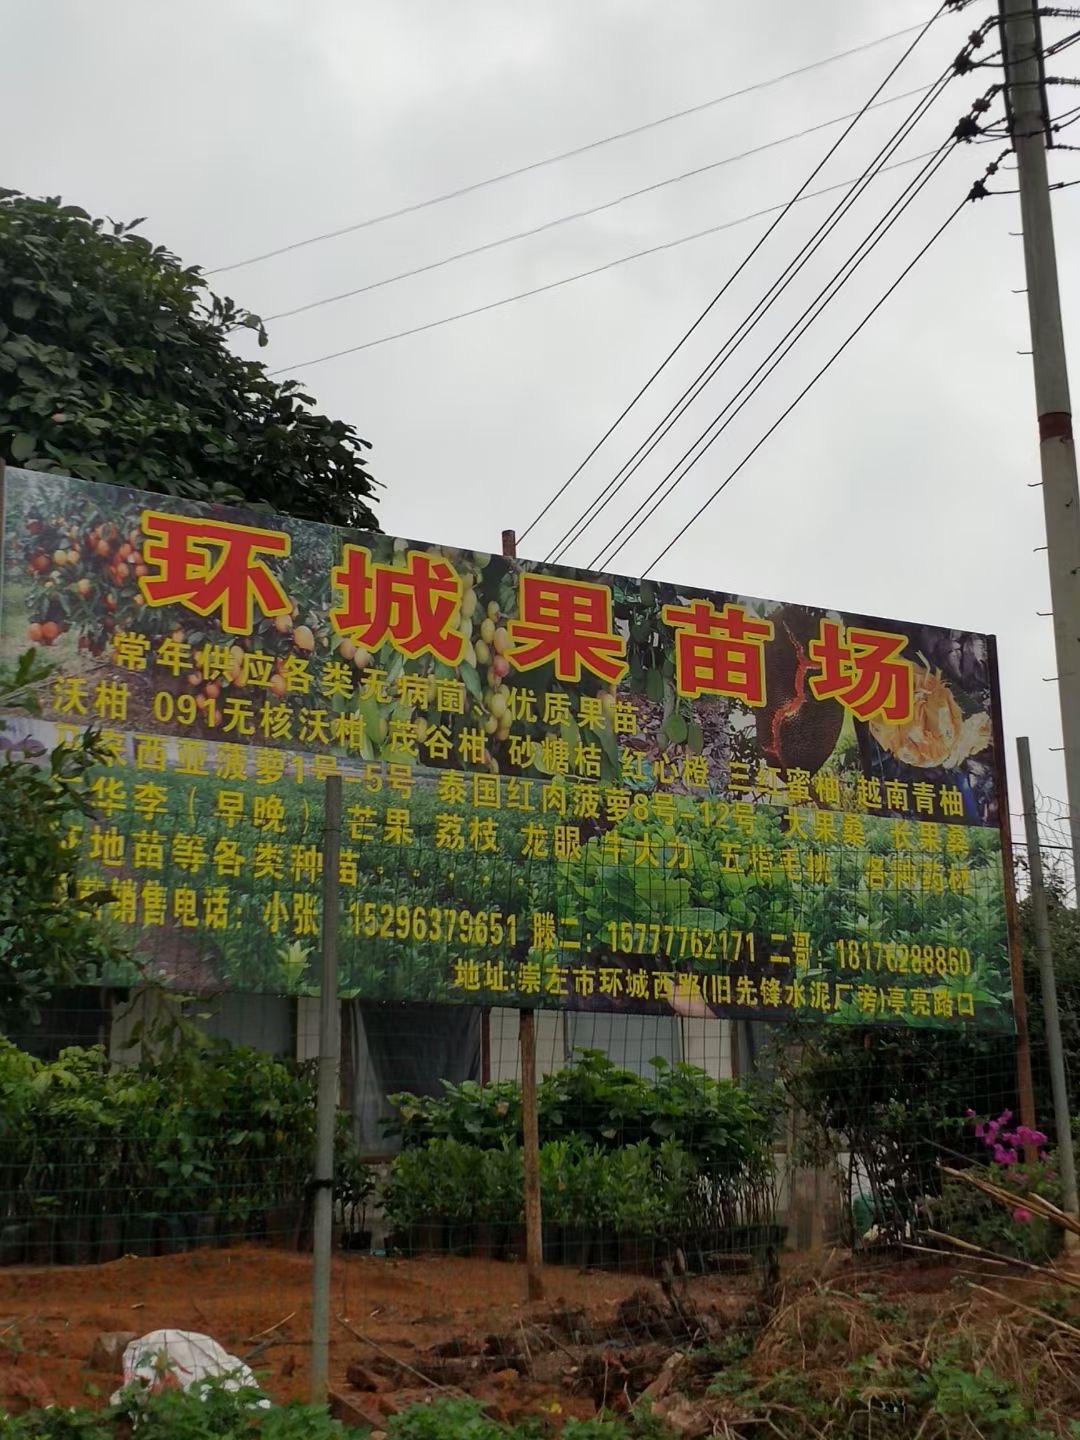 环城果苗场
常年供应各类无病菌、优质果苗
沃柑 091无核沃柑 茂谷柑 砂糖桔 红心橙 三红蜜柚 越南青柚
来西亚菠萝1号-5号 泰国红肉菠萝8号-12号 大果桑 长果桑
华李（早晚） 芒果 荔枝 龙眼 牛大力 五指毛桃
地苗等各类种苗......
销售电话：小张 15296379651 滕二：15777762171 二哥：18176288860
地址:崇左市环城西路(旧先锋水泥厂旁)亭亮路口